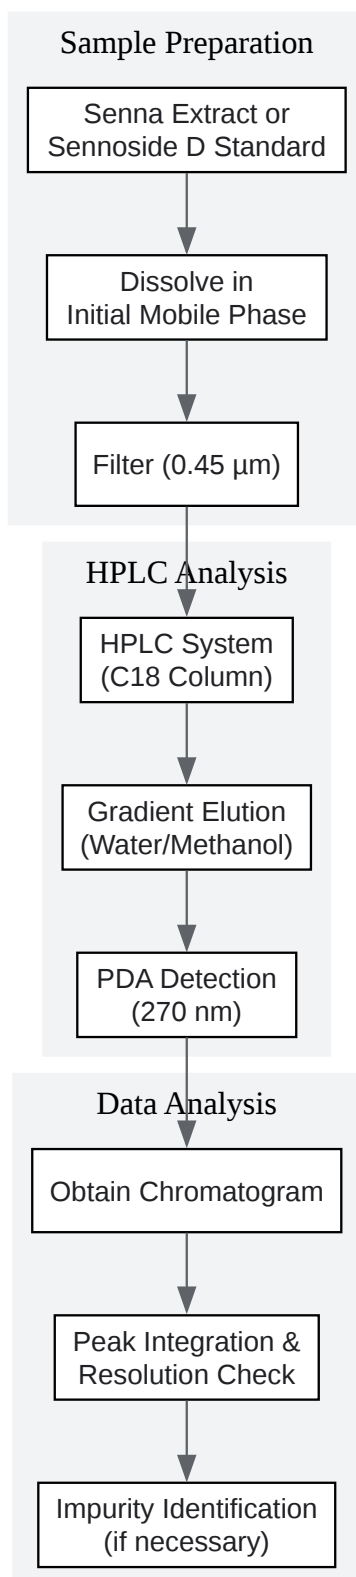 Sample Preparation
Senna Extract or
Sennoside D Standard
Dissolve in
Initial Mobile Phase
Filter (0.45 µm)
HPLC Analysis
HPLC System
(C18 Column)
Gradient Elution
(Water/Methanol)
PDA Detection
(270 nm)
Data Analysis
Obtain Chromatogram
Peak Integration &
Resolution Check
Impurity Identification
(if necessary)